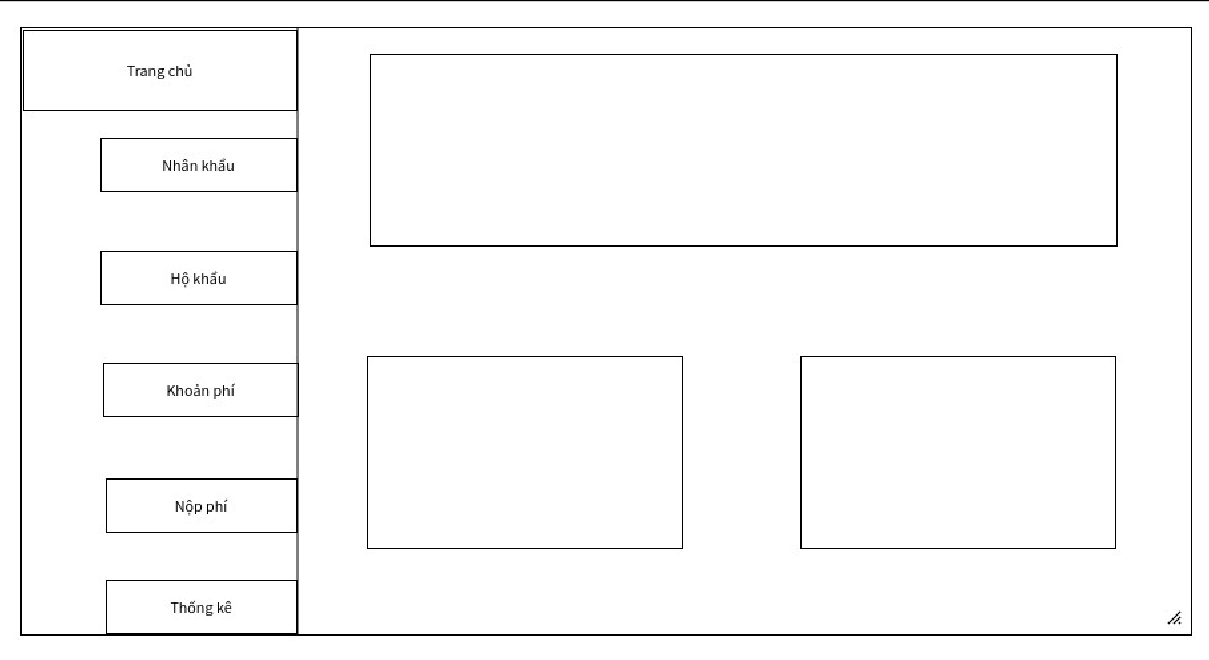 Trang chủ
Nhân khẩu
Hộ khẩu
Khoản phí
Nộp phí
Thống kê